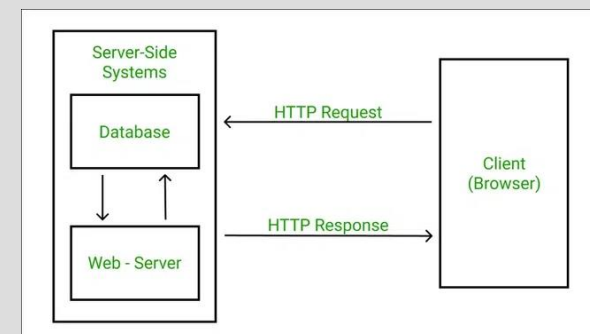 Server-Side
Systems
Database
HTTP Request
Client
(Browser)
HTTP Response
Web - Server